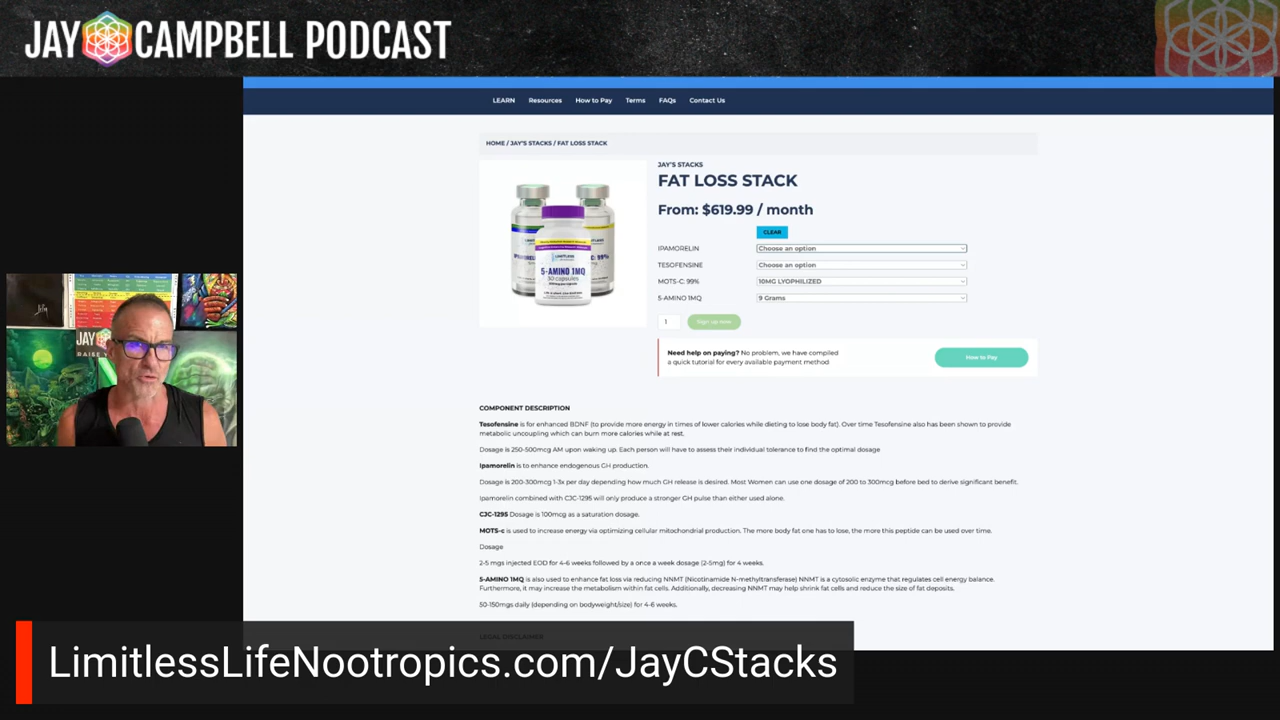 JAY CAMPBELL PODCAST
LEARN Resources How to Pay Terms FAQs Contact Us
HOME / JAY'S STACKS / FAT LOSS STACK
JAY'S STACKS
FAT LOSS STACK
From: $619.99 / month
CLEAR
IPAMORELIN Choose an option
TESOFENSINE Choose an option
MOTS-C: 99% 10MG LYOPHILIZED
5-AMINO 1MQ 9 Grams
1 Sign up now
Need help on paying? No problem, we have compiled
a quick tutorial for every available payment method
How to Pay
LIMITLESS
5-AMINO 1MQ
30 capsules
C: 99%
COMPONENT DESCRIPTION
Tesofensine is for enhanced BDNF (to provide more energy in times of lower calories while dieting to lose body fat). Over time Tesofensine also has been shown to provide
metabolic uncoupling which can burn more calories while at rest.
Dosage is 250-500mcg AM upon waking up. Each person will have to assess their individual tolerance to find the optimal dosage
Ipamorelin is to enhance endogenous GH production.
Dosage is 200-300mcg 1-3x per day depending how much GH release is desired. Most Women can use one dosage of 200 to 300mcg before bed to derive significant benefit.
Ipamorelin combined with CJC-1295 will only produce a stronger GH pulse than either used alone.
CJC-1295 Dosage is 100mcg as a saturation dosage.
MOTS-c is used to increase energy via optimizing cellular mitochondrial production. The more body fat one has to lose, the more this peptide can be used over time.
Dosage
2-5 mgs injected EOD for 4-6 weeks followed by a once a week dosage (2-5mg) for 4 weeks.
5-AMINO 1MQ is also used to enhance fat loss via reducing NNMT (Nicotinamide N-methyltransferase) NNMT is a cytosolic enzyme that regulates cell energy balance.
Furthermore, it may increase the metabolism within fat cells. Additionally, decreasing NNMT may help shrink fat cells and reduce the size of fat deposits.
50-150mgs daily (depending on bodyweight/size) for 4-6 weeks.
LEGAL DISCLAIMER
JAY
RAISE Y
LimitlessLifeNootropics.com/JayCStacks